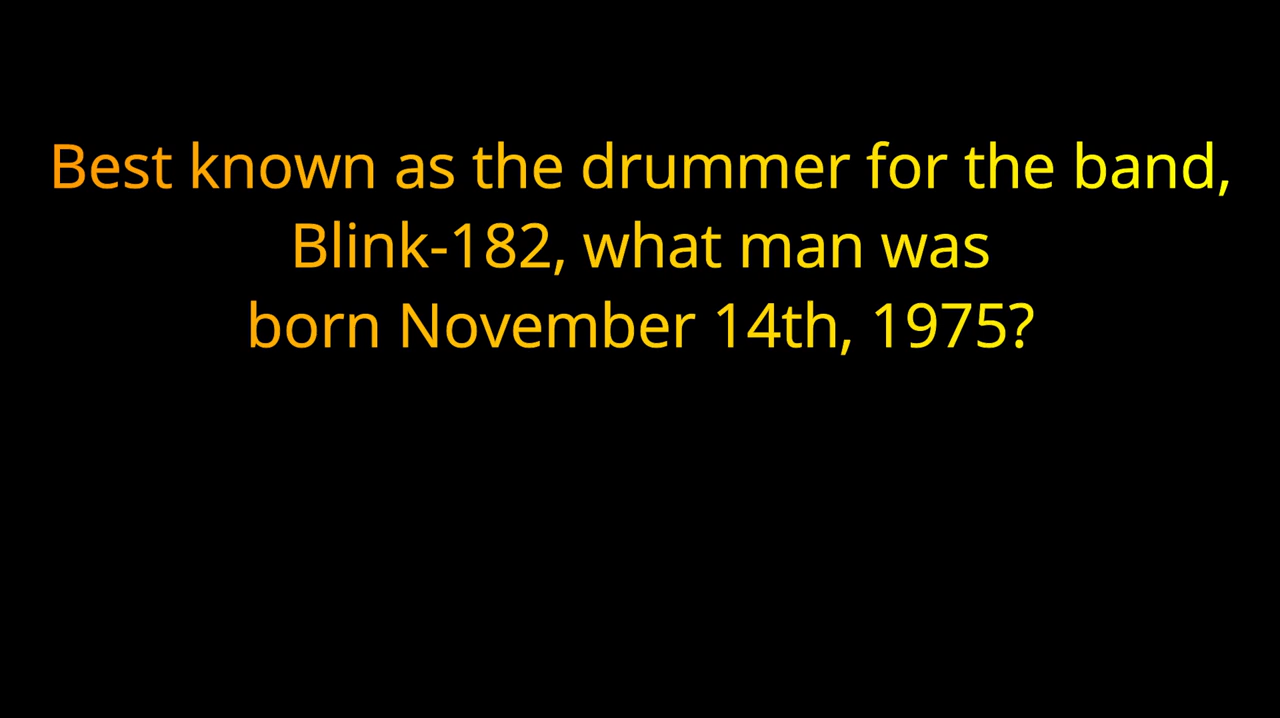 Best known as the drummer for the band,
Blink-182, what man was
born November 14th, 1975?